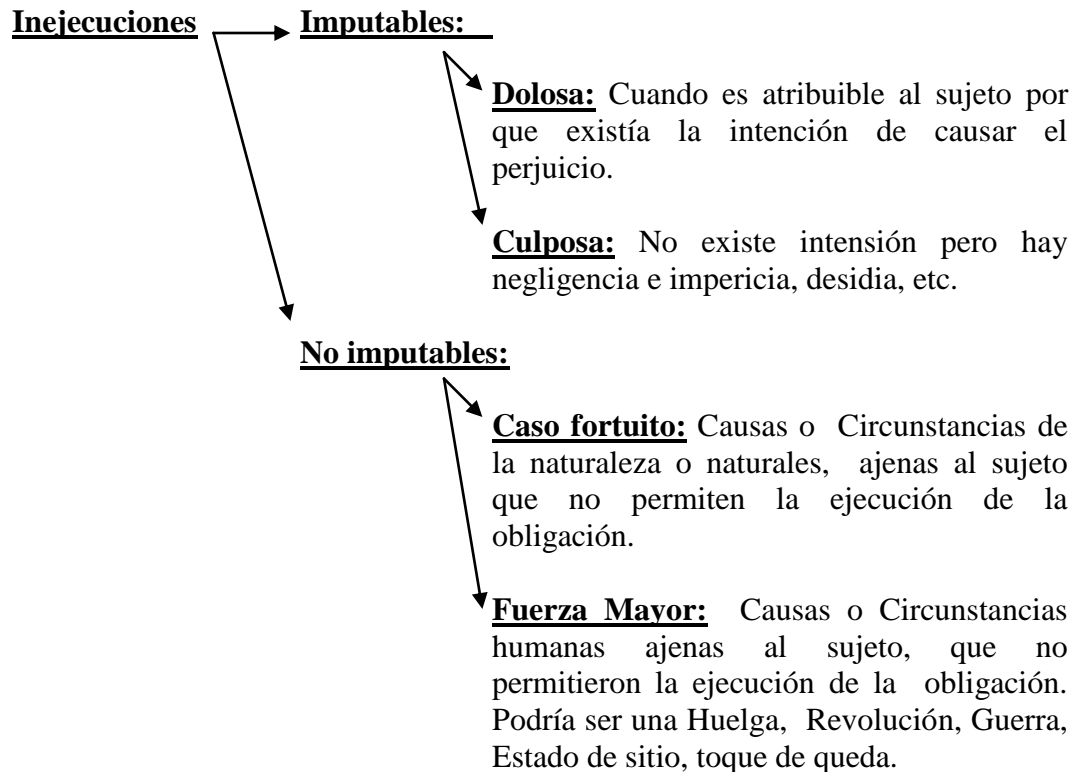 Inejecuciones Imputables:
Dolosa: Cuando es atribuible al sujeto por
que existía la intención de causar el
perjuicio.
Culposa: No existe intensión pero hay
negligencia e impericia, desidia, etc.
No imputables:
Caso fortuito: Causas o Circunstancias de
la naturaleza o naturales, ajenas al sujeto
que no permiten la ejecución de la
obligación.
Fuerza Mayor: Causas o Circunstancias
humanas ajenas al sujeto, que no
permitieron la ejecución de la obligación.
Podría ser una Huelga, Revolución, Guerra,
Estado de sitio, toque de queda.